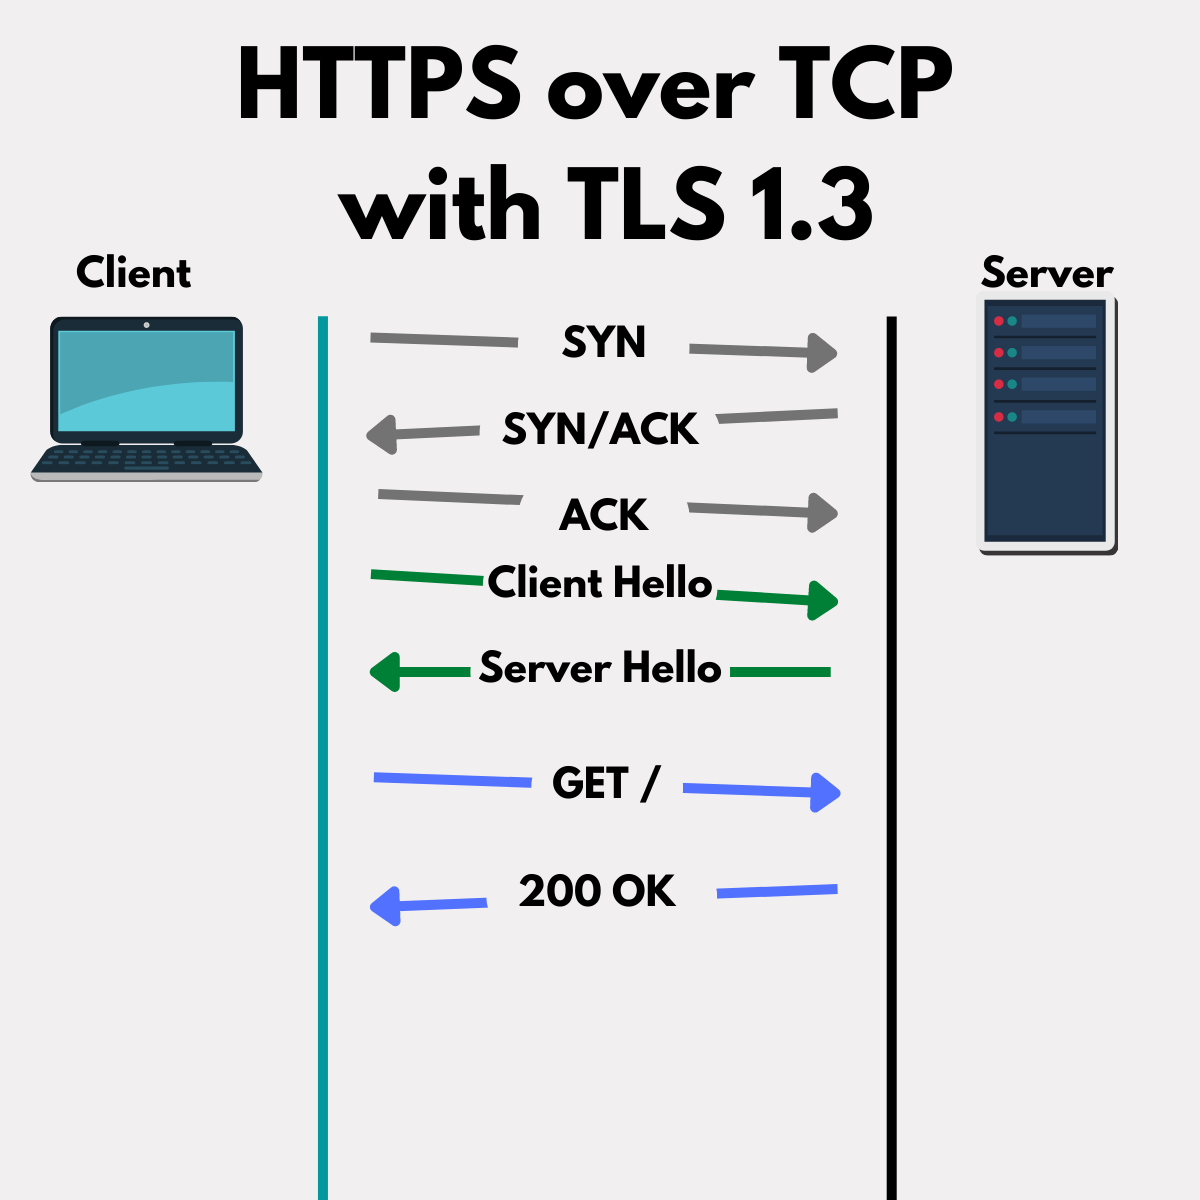 HTTPS over TCP
with TLS 1.3
Client
Server
SYN
SYN/ACK
ACK
Client Hello
Server Hello
GET /
200 OK